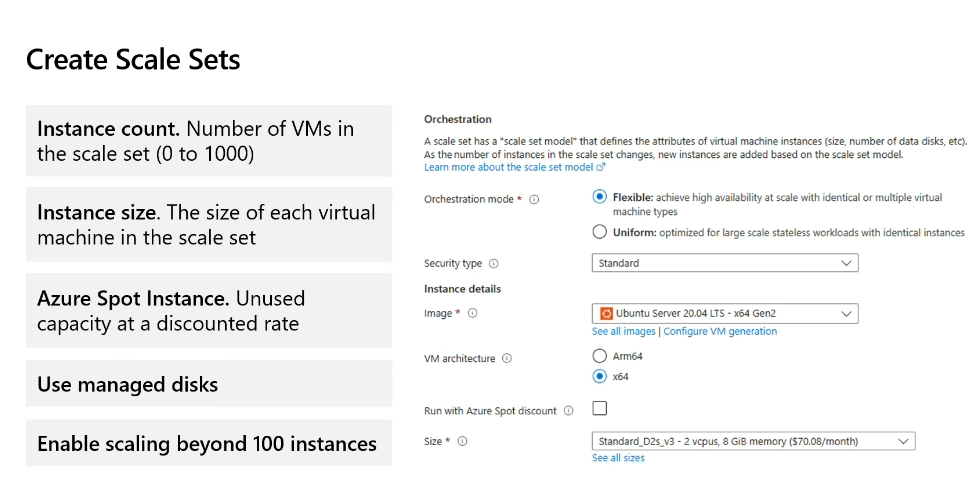 Create Scale Sets
Instance count. Number of VMs in
the scale set (0 to 1000)
Instance size. The size of each virtual
machine in the scale set
Azure Spot Instance. Unused
capacity at a discounted rate
Use managed disks
Enable scaling beyond 100 instances
Orchestration
A scale set has a "scale set model" that defines the attributes of virtual machine instances (size, number of data disks, etc).
As the number of instances in the scale set changes, new instances are added based on the scale set model.
Learn more about the scale set model
Orchestration mode *
Flexible: achieve high availability at scale with identical or multiple virtual
machine types
Uniform: optimized for large scale stateless workloads with identical instances
Security type
Standard
Instance details
Image *
Ubuntu Server 20.04 LTS - x64 Gen2
See all images | Configure VM generation
VM architecture
Arm64
x64
Run with Azure Spot discount
Size *
Standard_D2s_v3 - 2 vcpus, 8 GiB memory ($70.08/month)
See all sizes